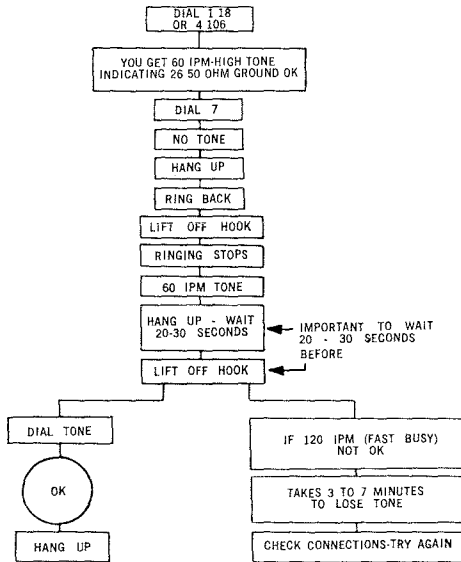 DIAL 1 18
OR 4 106
YOU GET 60 IPM-HIGH TONE
INDICATING 26 50 OHM GROUND OK
DIAL 7
NO TONE
HANG UP
RING BACK
LIFT OFF HOOK
RINGING STOPS
60 IPM TONE
HANG UP - WAIT
20-30 SECONDS
IMPORTANT TO WAIT
20 - 30 SECONDS
BEFORE
LIFT OFF HOOK
DIAL TONE
OK
HANG UP
IF 120 IPM (FAST BUSY)
NOT OK
TAKES 3 TO 7 MINUTES
TO LOSE TONE
CHECK CONNECTIONS-TRY AGAIN